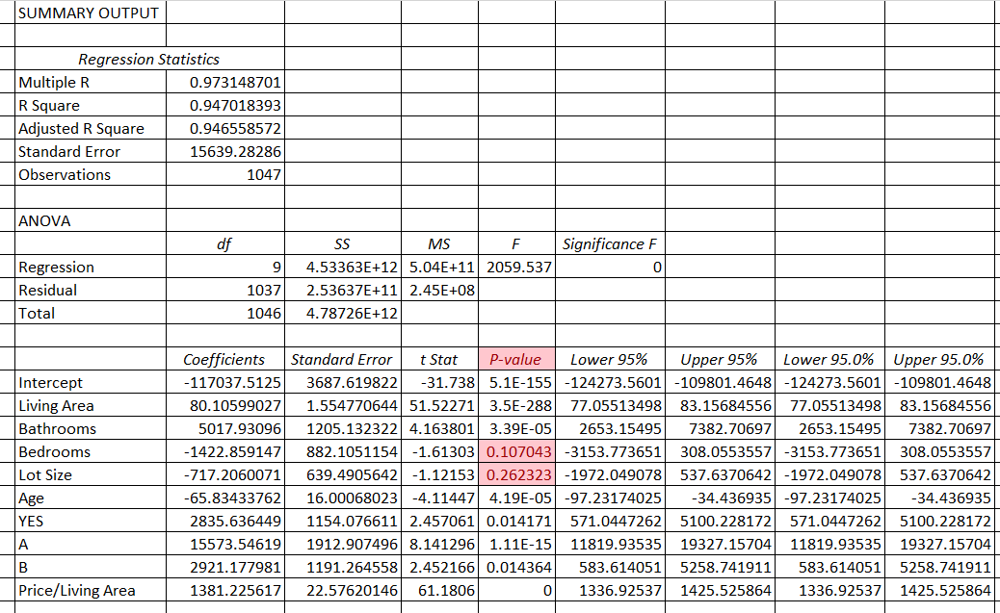 SUMMARY OUTPUT
Regression Statistics
Multiple R 0.973148701
R Square 0.947018393
Adjusted R Square 0.946558572
Standard Error 15639.28286
Observations 1047
ANOVA
df SS MS F Significance F
Regression 9 4.53363E+12 5.04E+11 2059.537 0
Residual 1037 2.53637E+11 2.45E+08
Total 1046 4.78726E+12
Coefficients Standard Error t Stat P-value Lower 95% Upper 95% Lower 95.0% Upper 95.0%
Intercept -117037.5125 3687.619822 -31.738 5.1E-155 -124273.5601 -109801.4648 -124273.5601 -109801.4648
Living Area 80.10599027 1.554770644 51.52271 3.5E-288 77.05513498 83.15684556 77.05513498 83.15684556
Bathrooms 5017.93096 1205.132322 4.163801 3.39E-05 2653.15495 7382.70697 2653.15495 7382.70697
Bedrooms -1422.859147 882.1051154 -1.61303 0.107043 -3153.773651 308.0553557 -3153.773651 308.0553557
Lot Size -717.2060071 639.4905642 -1.12153 0.262323 -1972.049078 537.6370642 -1972.049078 537.6370642
Age -65.83433762 16.00068023 -4.11447 4.19E-05 -97.23174025 -34.436935 -97.23174025 -34.436935
YES 2835.636449 1154.076611 2.457061 0.014171 571.0447262 5100.228172 571.0447262 5100.228172
A 15573.54619 1912.907496 8.141296 1.11E-15 11819.93535 19327.15704 11819.93535 19327.15704
B 2921.177981 1191.264558 2.452166 0.014364 583.614051 5258.741911 583.614051 5258.741911
Price/Living Area 1381.225617 22.57620146 61.1806 0 1336.92537 1425.525864 1336.92537 1425.525864